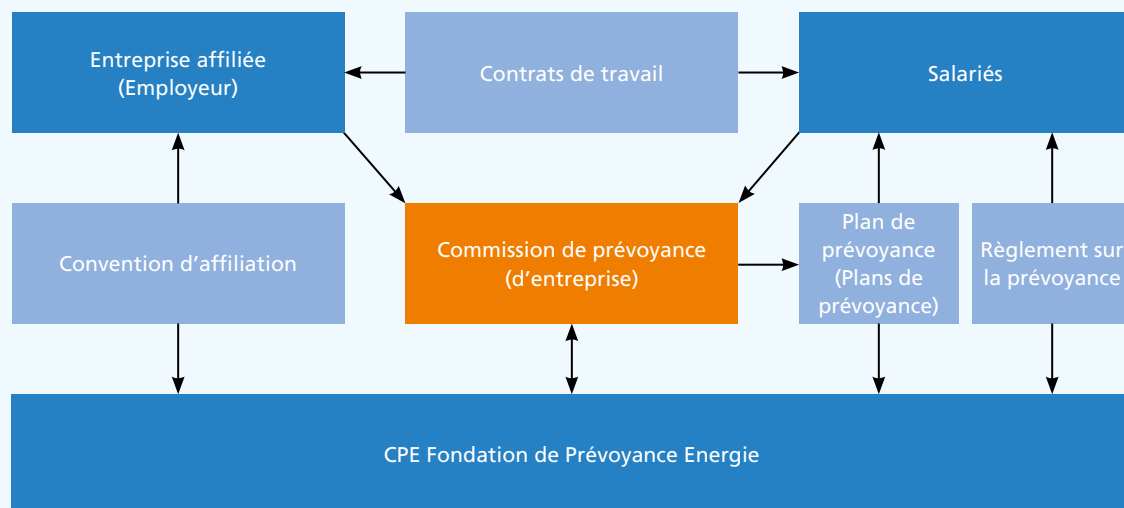 Entreprise affiliée
(Employeur)
Contrats de travail
Salariés
Convention d’affiliation
Commission de prévoyance
(d’entreprise)
Plan de
prévoyance
(Plans de
prévoyance)
Règlement sur
la prévoyance
CPE Fondation de Prévoyance Energie